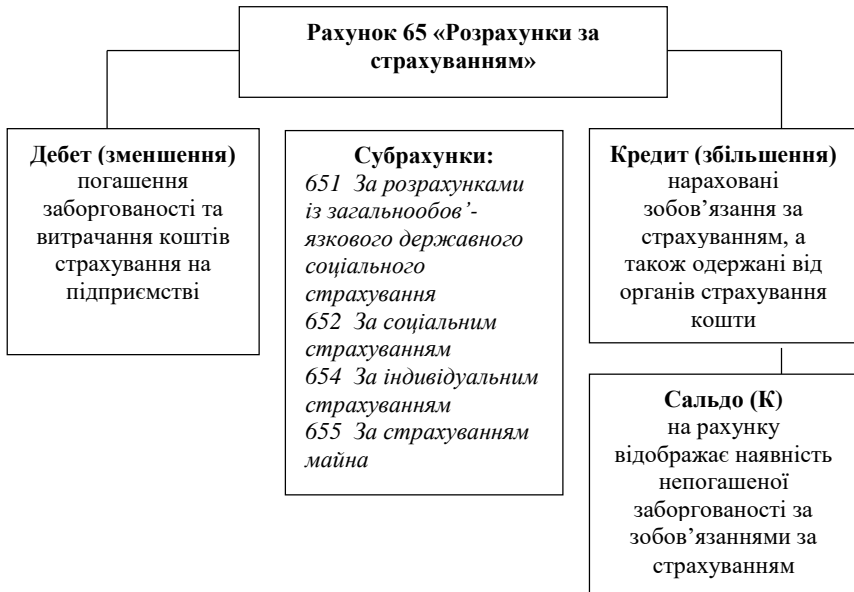 Рахунок 65 «Розрахунки за
страхуванням»
Дебет (зменшення)
погашення
заборгованості та
витрачання коштів
страхування на
підприємстві
Субрахунки:
651 За розрахунками
із загальнообов’-
язкового державного
соціального
страхування
652 За соціальним
страхуванням
654 За індивідуальним
страхуванням
655 За страхуванням
майна
Кредит (збільшення)
нараховані
зобов’язання за
страхуванням, а
також одержані від
органів страхування
кошти
Сальдо (К)
на рахунку
відображає наявність
непогашеної
заборгованості за
зобов’язаннями за
страхуванням